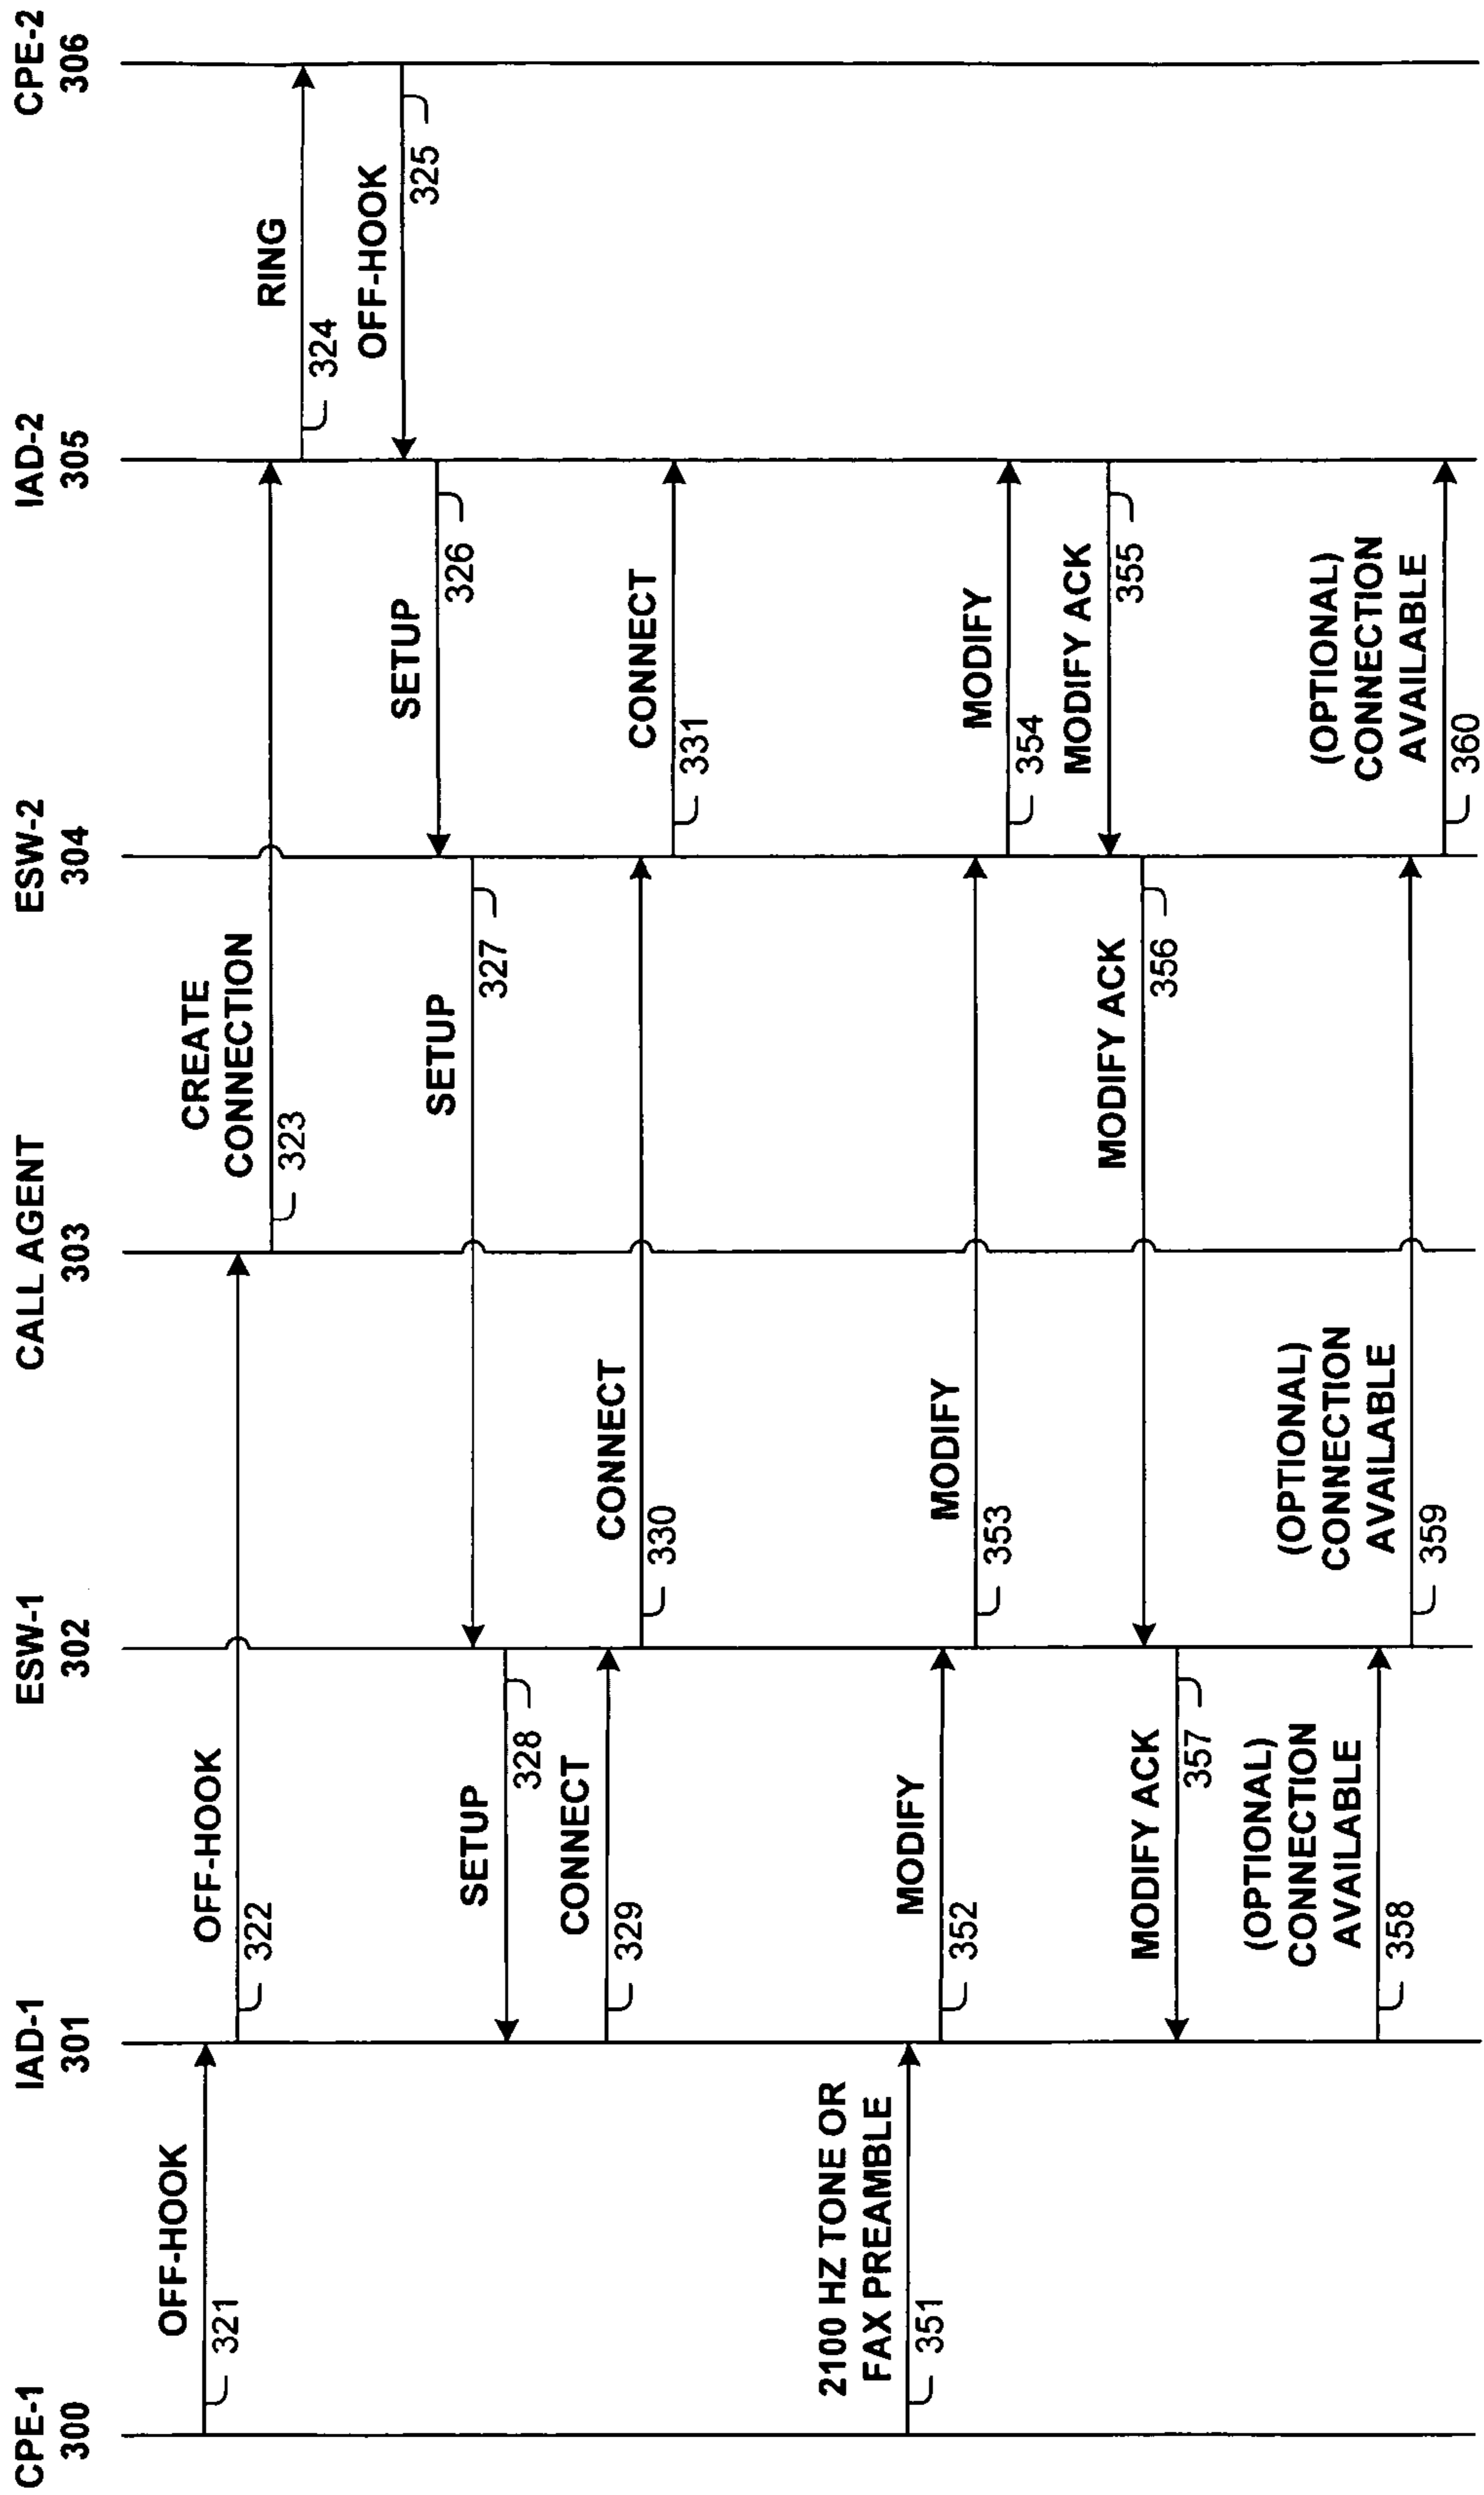 CPE-1
300
IAD-1
301
ESW-1
302
CALL AGENT
303
ESW-2
304
IAD-2
305
CPE-2
306
OFF-HOOK
321
OFF-HOOK
322
CREATE
CONNECTION
323
RING
324
OFF-HOOK
325
SETUP
326
SETUP
327
SETUP
328
CONNECT
329
CONNECT
330
CONNECT
331
2100 HZ TONE OR
FAX PREAMBLE
351
MODIFY
352
MODIFY
353
MODIFY
354
MODIFY ACK
355
MODIFY ACK
356
MODIFY ACK
357
(OPTIONAL)
CONNECTION
AVAILABLE
358
(OPTIONAL)
CONNECTION
AVAILABLE
359
(OPTIONAL)
CONNECTION
AVAILABLE
360